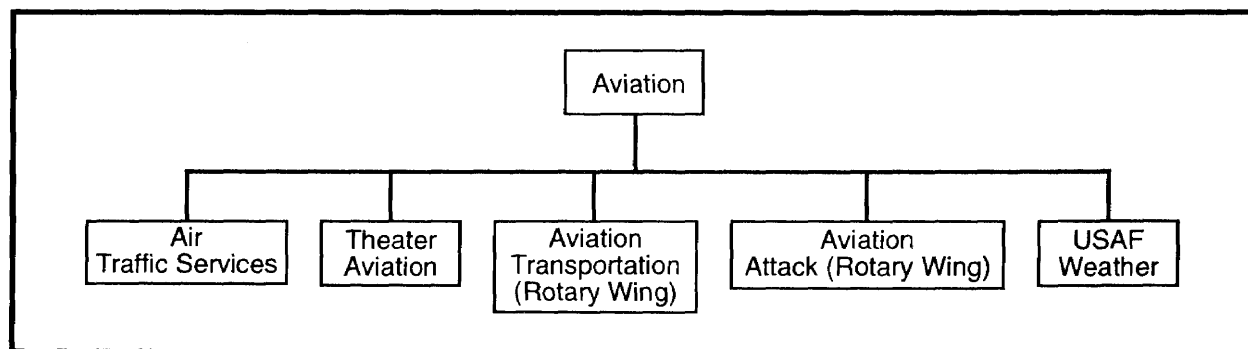 Aviation
Air
Traffic Services
Theater
Aviation
Aviation
Transportation
(Rotary Wing)
Aviation
Attack (Rotary Wing)
USAF
Weather